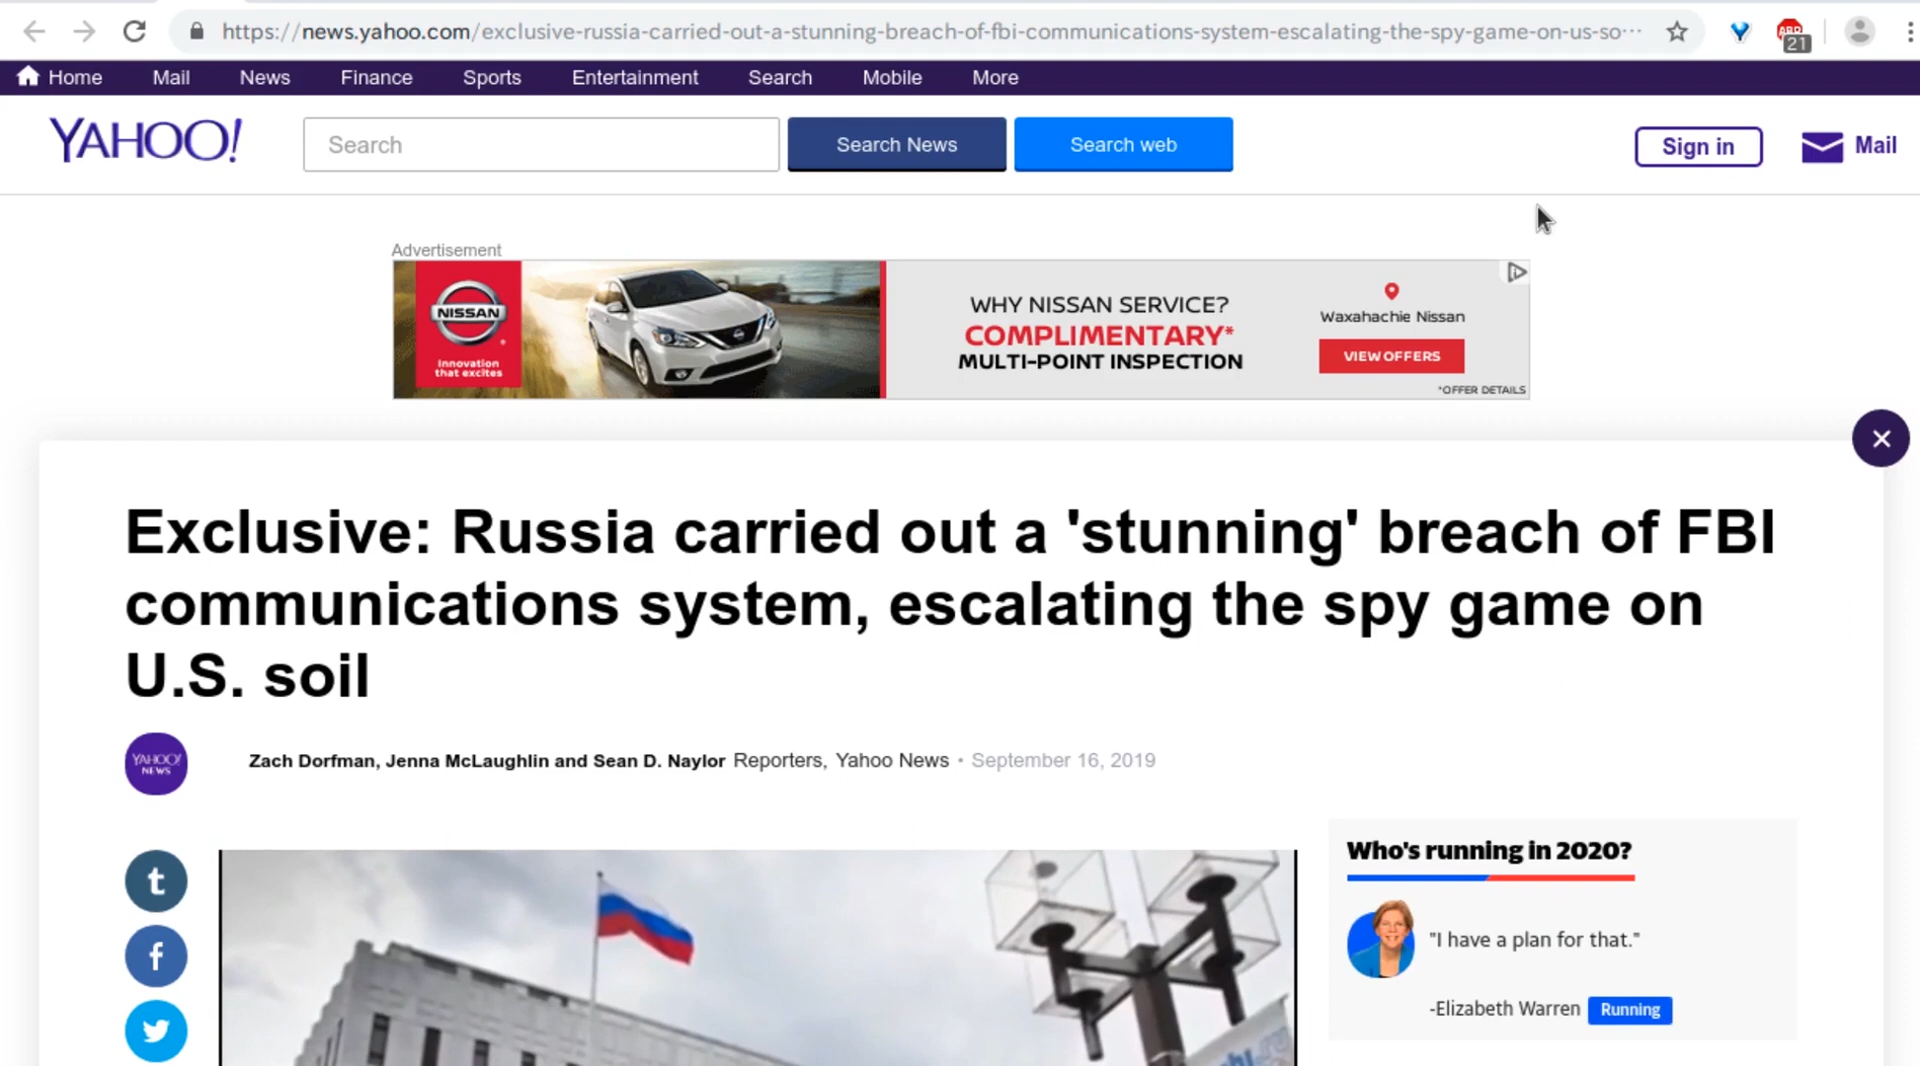 https://news.yahoo.com/exclusive-russia-carried-out-a-stunning-breach-of-fbi-communications-system-escalating-the-spy-game-on-us-so···
21
Home Mail News Finance Sports Entertainment Search Mobile More
YAHOO!
Search
Search News
Search web
Sign in
Mail
Advertisement
NISSAN
Innovation
that excites
WHY NISSAN SERVICE?
COMPLIMENTARY*
MULTI-POINT INSPECTION
Waxahachie Nissan
VIEW OFFERS
*OFFER DETAILS
Exclusive: Russia carried out a 'stunning' breach of FBI
communications system, escalating the spy game on
U.S. soil
YAHOO!
NEWS
Zach Dorfman, Jenna McLaughlin and Sean D. Naylor Reporters, Yahoo News • September 16, 2019
Who's running in 2020?
"I have a plan for that."
-Elizabeth Warren Running